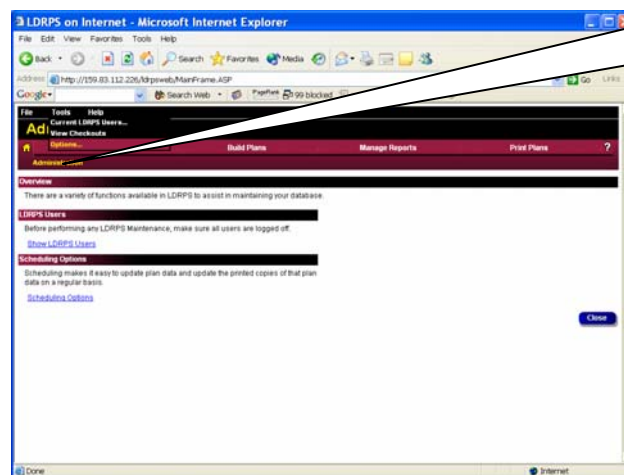 LDRPS on Internet - Microsoft Internet Explorer
File Edit View Favorites Tools Help
Back Search Favorites Media
Address http://159.83.112.226/ldrpsweb/MainFrame.ASP Go Links
Google Search Web PageRank 99 blocked
File Tools Help
Current LDRPS Users...
Ad View Checkouts
Options... Build Plans Manage Reports Print Plans ?
Administration
Overview
There are a variety of functions available in LDRPS to assist in maintaining your database.
LDRPS Users
Before performing any LDRPS Maintenance, make sure all users are logged off.
Show LDRPS Users
Scheduling Options
Scheduling makes it easy to update plan data and update the printed copies of that plan
data on a regular basis.
Scheduling Options
Close
Done Internet